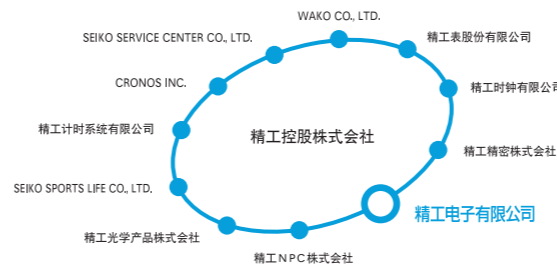 WAKO CO., LTD.
SEIKO SERVICE CENTER CO., LTD.
精工表股份有限公司
CRONOS INC.
精工时钟有限公司
精工计时系统有限公司
精工控股株式会社
精工精密株式会社
SEIKO SPORTS LIFE CO., LTD.
精工电子有限公司
精工光学产品株式会社
精工NPC株式会社